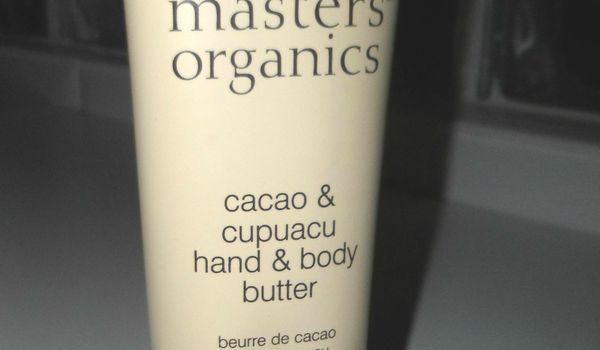 masters
organics
cacao &
cupuacu
hand & body
butter
beurre de cacao